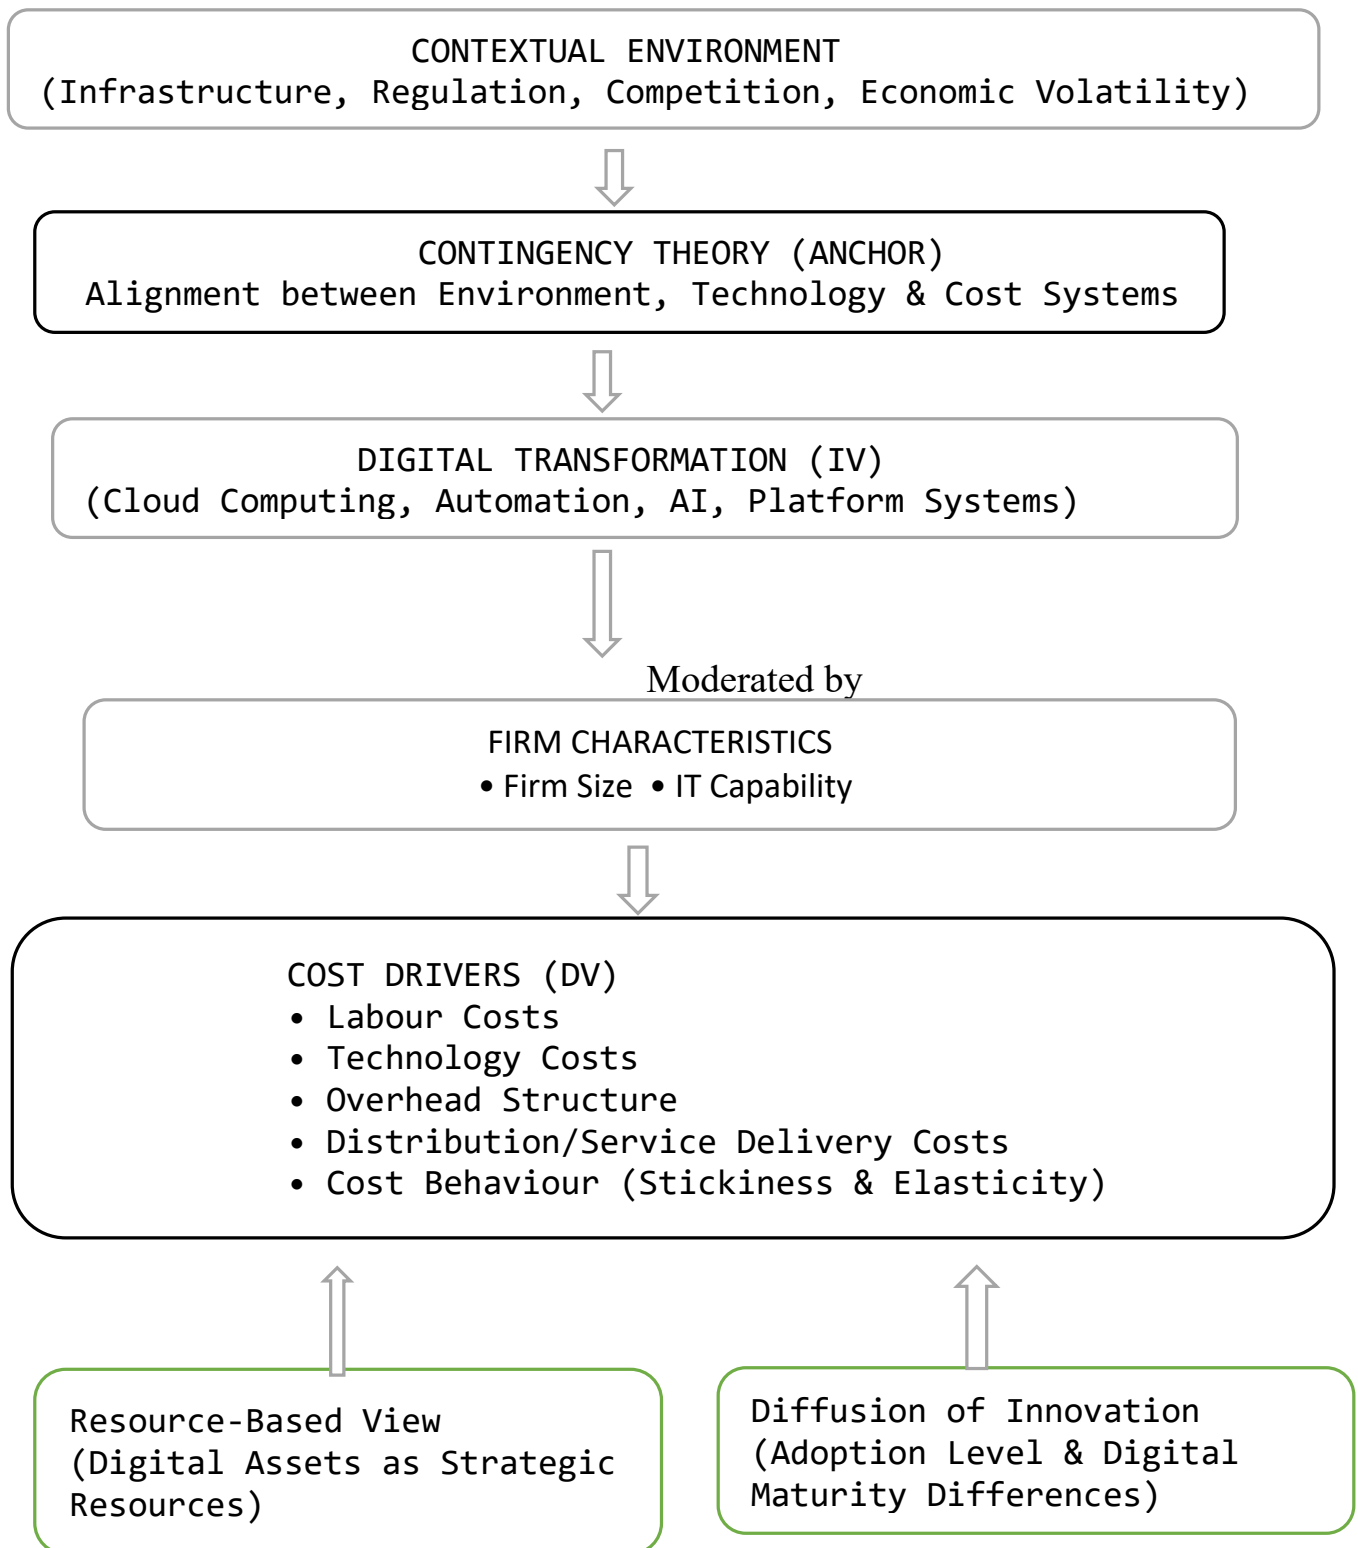 CONTEXTUAL ENVIRONMENT
(Infrastructure, Regulation, Competition, Economic Volatility)
CONTINGENCY THEORY (ANCHOR)
Alignment between Environment, Technology & Cost Systems
DIGITAL TRANSFORMATION (IV)
(Cloud Computing, Automation, AI, Platform Systems)
Moderated by
FIRM CHARACTERISTICS
• Firm Size • IT Capability
COST DRIVERS (DV)
• Labour Costs
• Technology Costs
• Overhead Structure
• Distribution/Service Delivery Costs
• Cost Behaviour (Stickiness & Elasticity)
Resource-Based View
(Digital Assets as Strategic
Resources)
Diffusion of Innovation
(Adoption Level & Digital
Maturity Differences)